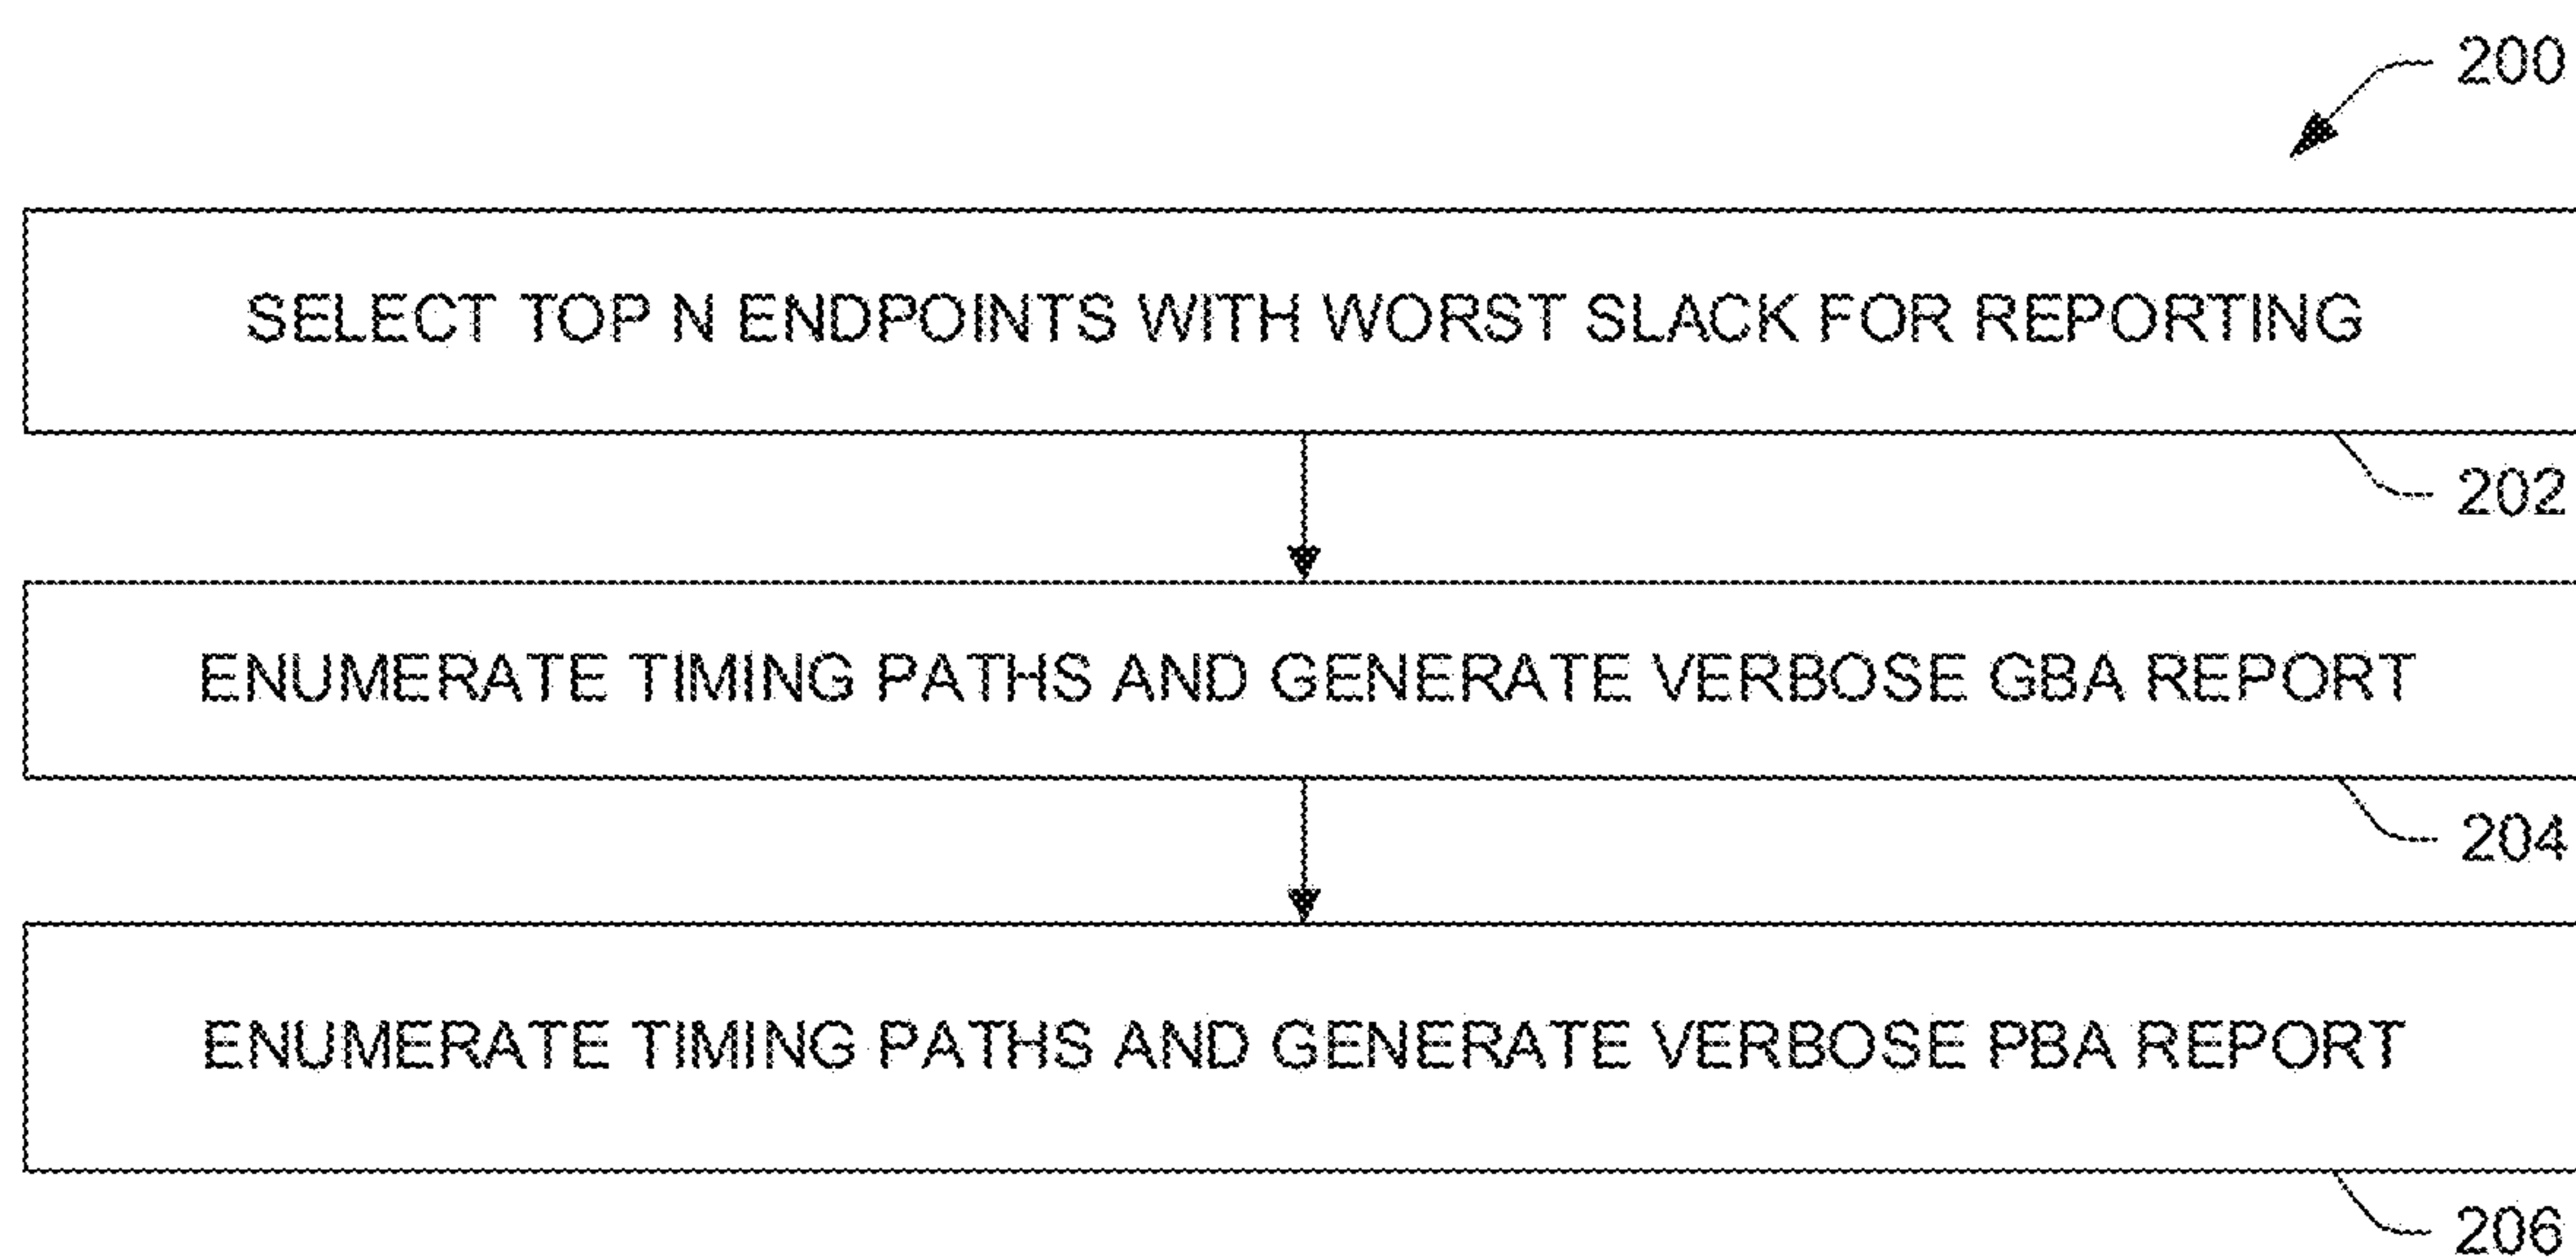 200
SELECT TOP N ENDPOINTS WITH WORST SLACK FOR REPORTING
202
ENUMERATE TIMING PATHS AND GENERATE VERBOSE GBA REPORT
204
ENUMERATE TIMING PATHS AND GENERATE VERBOSE PBA REPORT
206